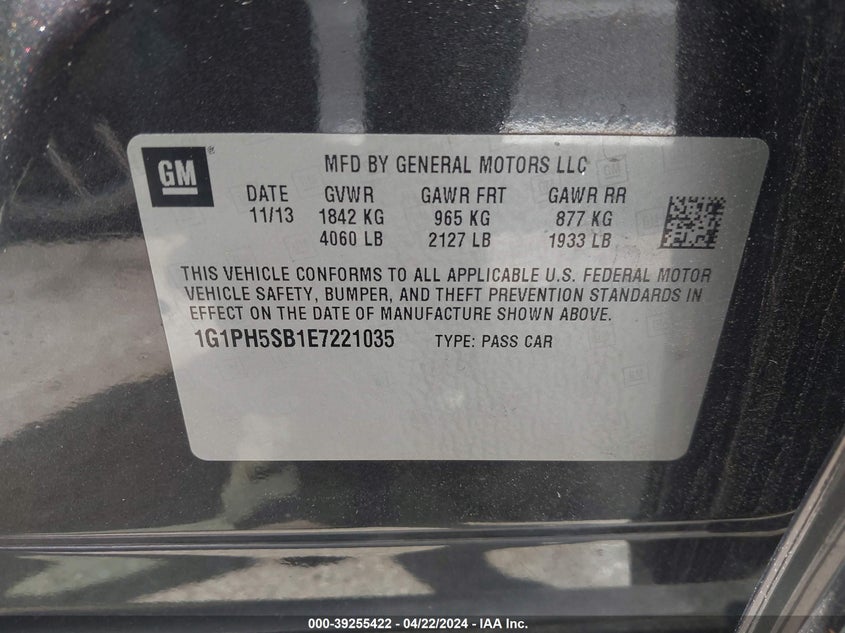 GM®
MFD BY GENERAL MOTORS LLC
DATE GVWR GAWR FRT GAWR RR
11/13 1842 KG 965 KG 877 KG
4060 LB 2127 LB 1933 LB
THIS VEHICLE CONFORMS TO ALL APPLICABLE U.S. FEDERAL MOTOR
VEHICLE SAFETY, BUMPER, AND THEFT PREVENTION STANDARDS IN
EFFECT ON THE DATE OF MANUFACTURE SHOWN ABOVE.
1G1PH5SB1E7221035 TYPE: PASS CAR
000-39255422 - 04/22/2024 - IAA Inc.